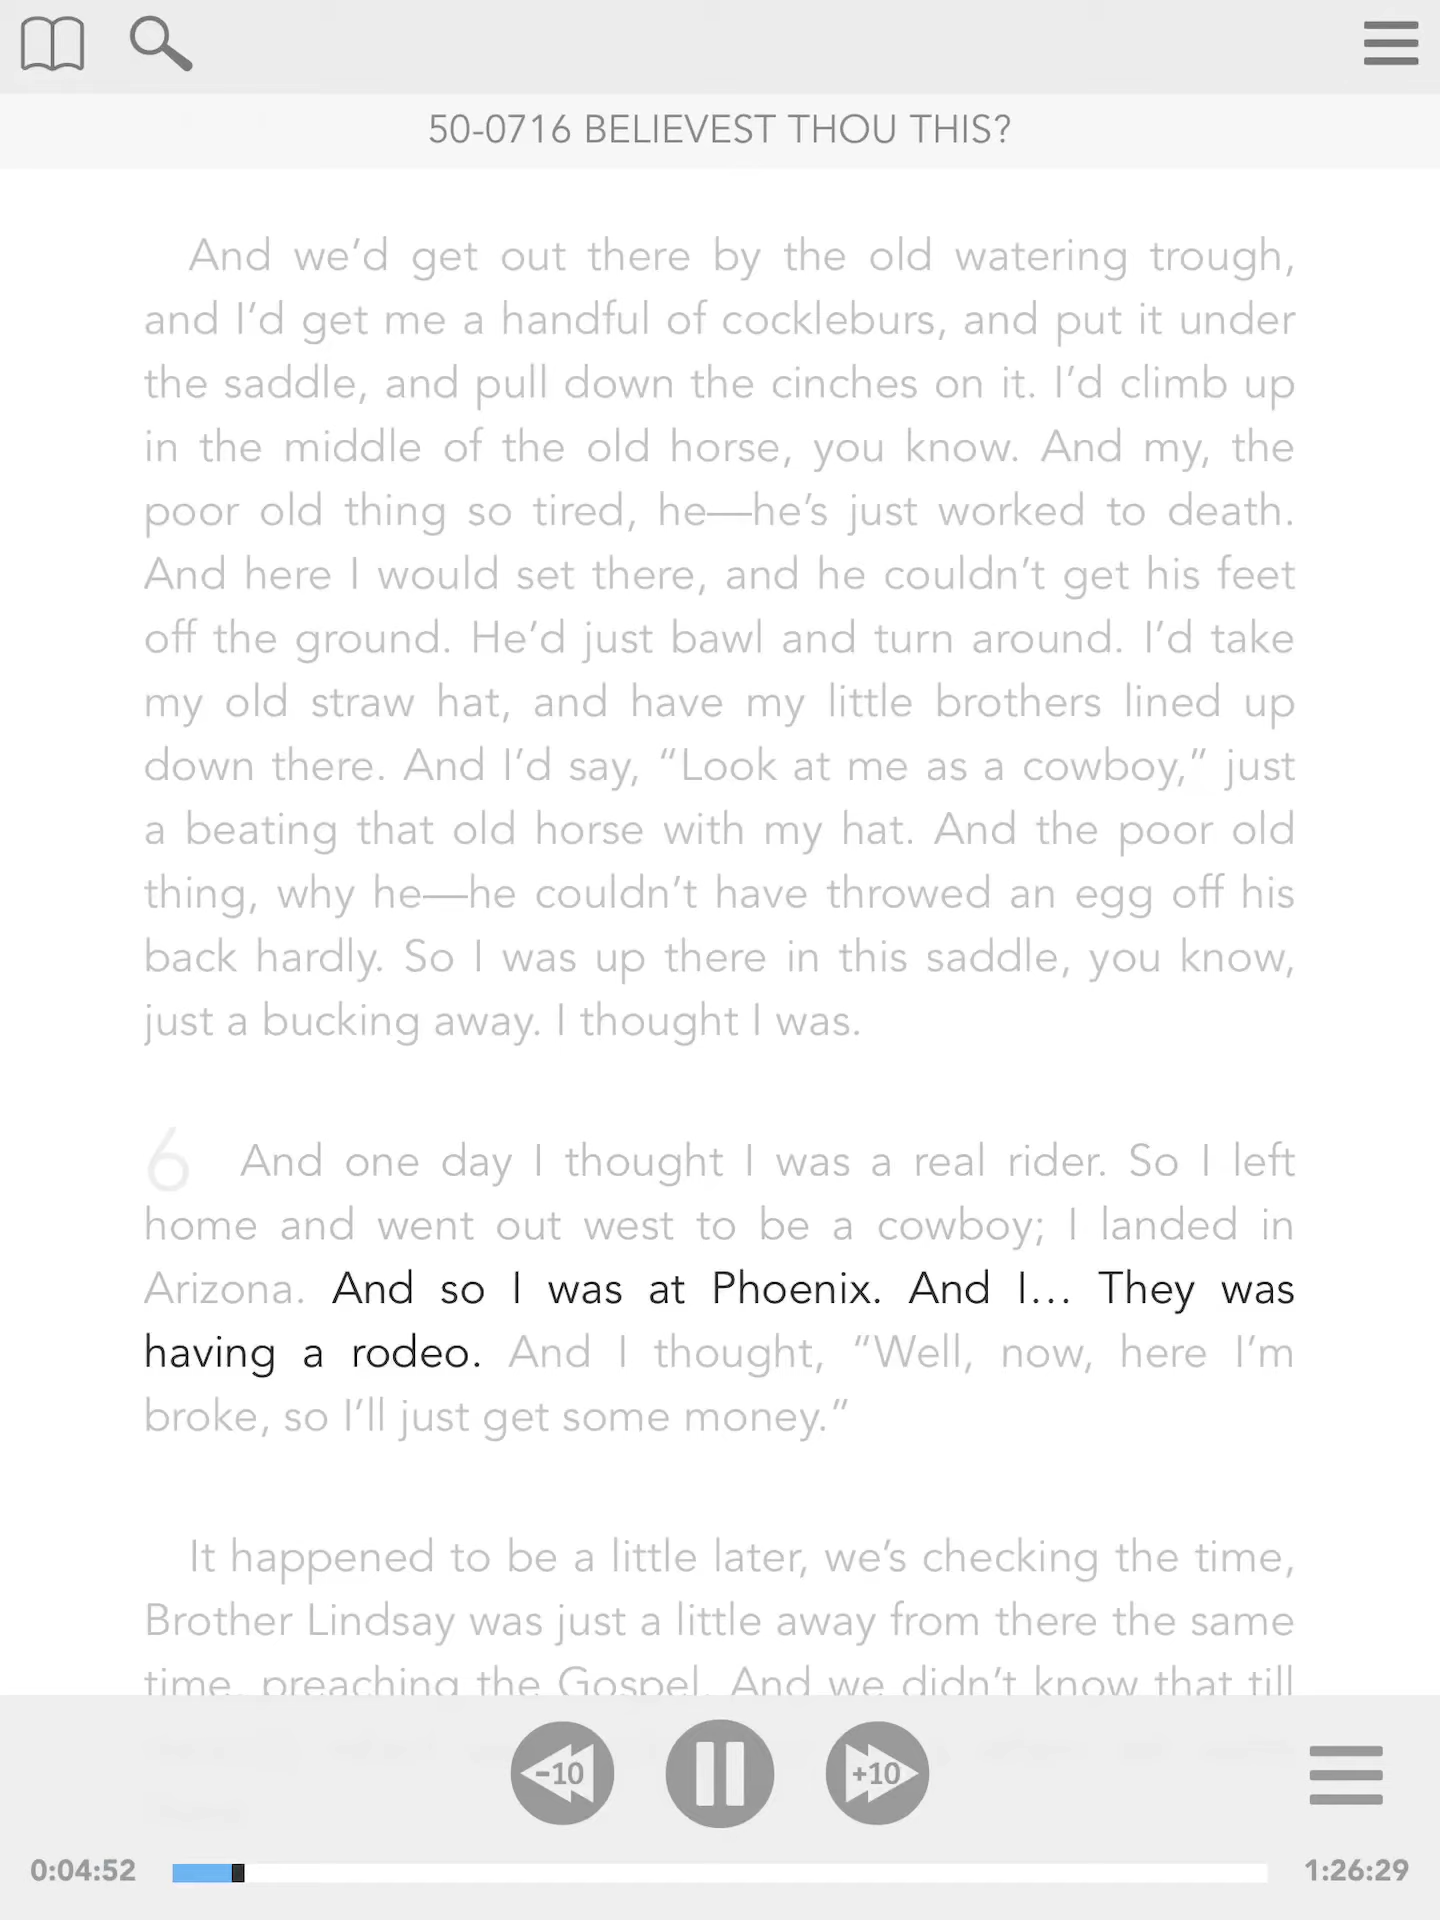 50-0716 BELIEVEST THOU THIS?
And we’d get out there by the old watering trough,
and I’d get me a handful of cockleburs, and put it under
the saddle, and pull down the cinches on it. I’d climb up
in the middle of the old horse, you know. And my, the
poor old thing so tired, he—he’s just worked to death.
And here I would set there, and he couldn’t get his feet
off the ground. He’d just bawl and turn around. I’d take
my old straw hat, and have my little brothers lined up
down there. And I’d say, “Look at me as a cowboy,” just
a beating that old horse with my hat. And the poor old
thing, why he—he couldn’t have throwed an egg off his
back hardly. So I was up there in this saddle, you know,
just a bucking away. I thought I was.
6 And one day I thought I was a real rider. So I left
home and went out west to be a cowboy; I landed in
Arizona. And so I was at Phoenix. And I… They was
having a rodeo. And I thought, “Well, now, here I’m
broke, so I’ll just get some money.”
It happened to be a little later, we’s checking the time,
Brother Lindsay was just a little away from there the same
time, preaching the Gospel. And we didn’t know that till
-10 +10
0:04:52 1:26:29